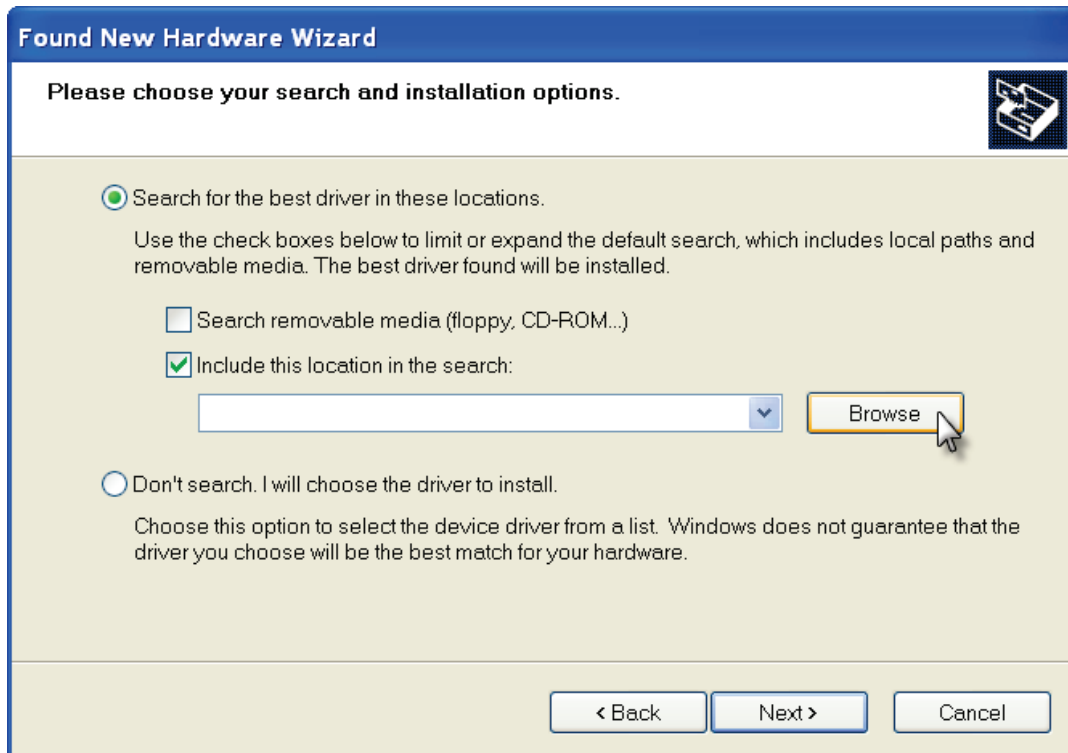 Found New Hardware Wizard
Please choose your search and installation options.
Search for the best driver in these locations.
Use the check boxes below to limit or expand the default search, which includes local paths and
removable media. The best driver found will be installed.
Search removable media (floppy, CD-ROM...)
Include this location in the search:
Browse
Don't search. I will choose the driver to install.
Choose this option to select the device driver from a list. Windows does not guarantee that the
driver you choose will be the best match for your hardware.
< Back Next > Cancel